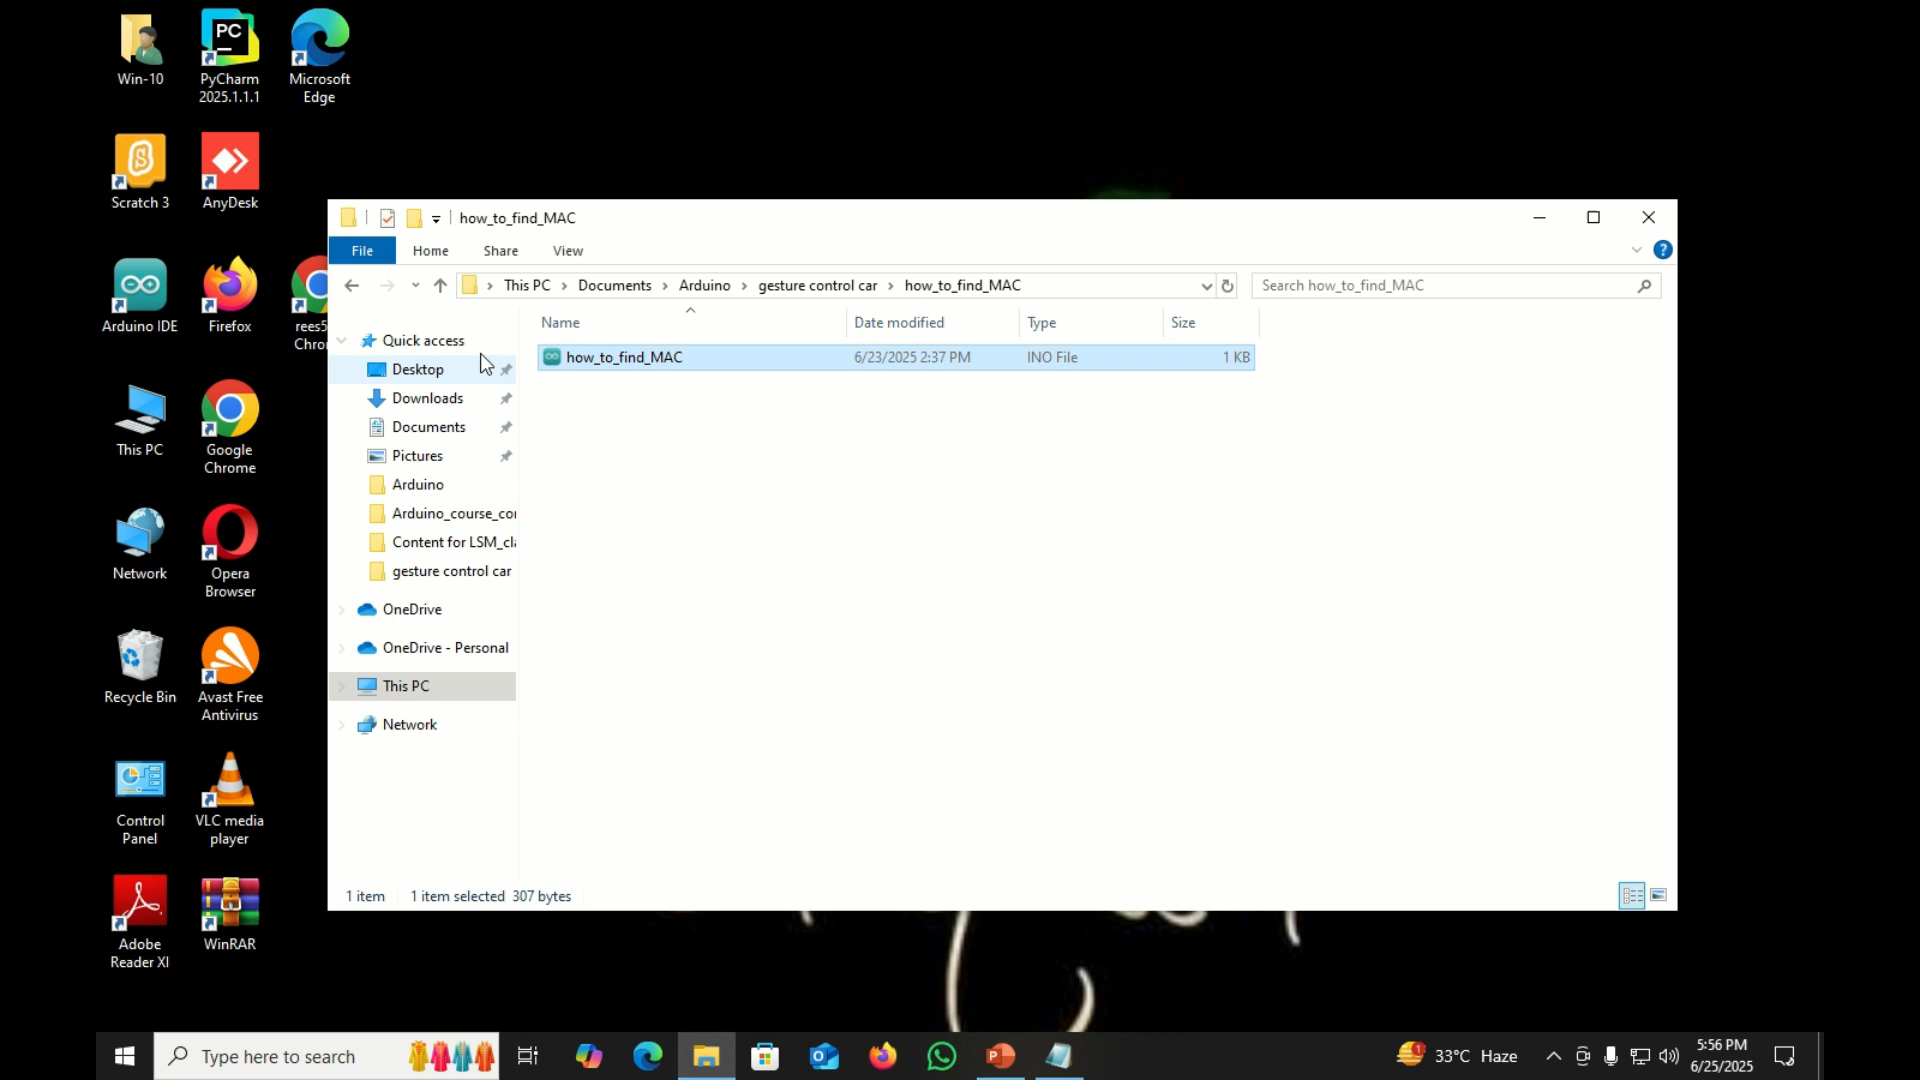 Win-10
PyCharm
2025.1.1.1
Microsoft
Edge
Scratch 3
AnyDesk
Arduino IDE
Firefox
rees5
Chro
This PC
Google
Chrome
Network
Opera
Browser
Recycle Bin
Avast Free
Antivirus
Control
Panel
VLC media
player
Adobe
Reader XI
WinRAR
how_to_find_MAC
File Home Share View
This PC › Documents › Arduino › gesture control car › how_to_find_MAC
Search how_to_find_MAC
Name Date modified Type Size
how_to_find_MAC 6/23/2025 2:37 PM INO File 1 KB
Quick access
Desktop
Downloads
Documents
Pictures
Arduino
Arduino_course_co
Content for LSM_cl
gesture control car
OneDrive
OneDrive - Personal
This PC
Network
1 item 1 item selected 307 bytes
Type here to search
33°C Haze
5:56 PM
6/25/2025